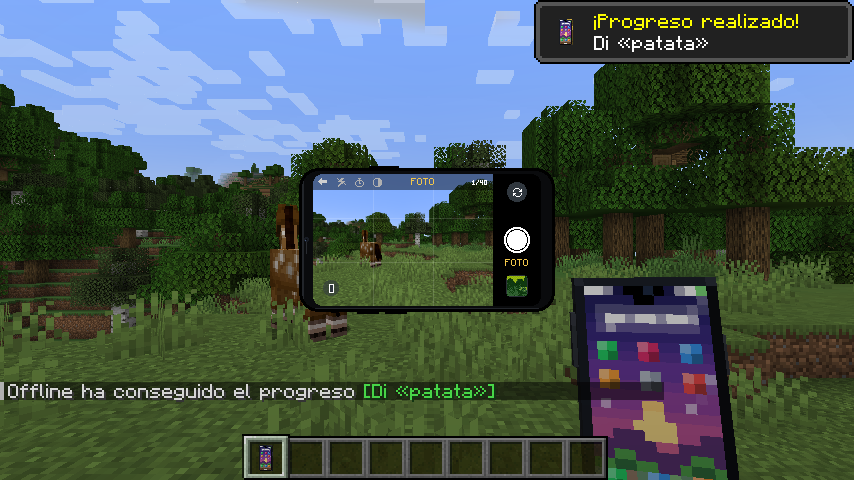 ¡Progreso realizado!
Di «patata»
FOTO
1/40
FOTO
Offline ha conseguido el progreso [Di «patata»]